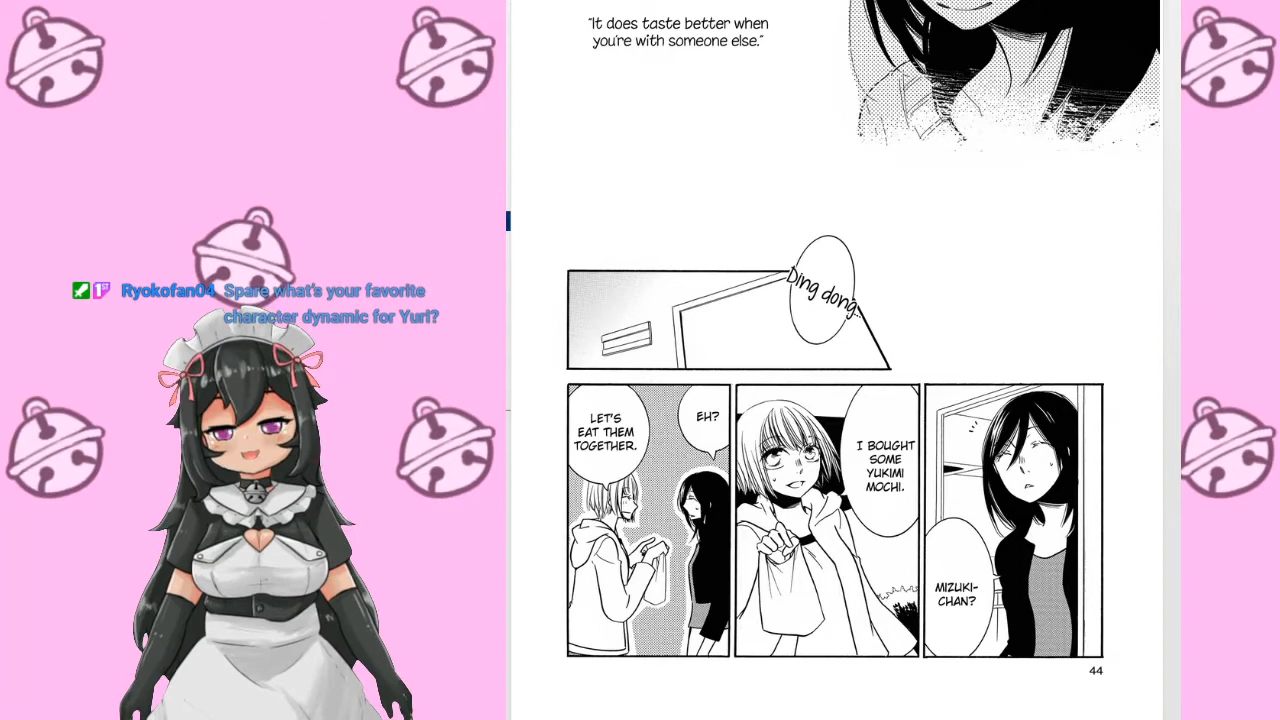 "It does taste better when
you're with someone else."
Ryokofan04 Spare what's your favorite
character dynamic for Yuri?
Ding dong...
MIZUKI-
CHAN?
I BOUGHT
SOME
YUKIMI
MOCHI.
EH?
LET'S
EAT THEM
TOGETHER.
44